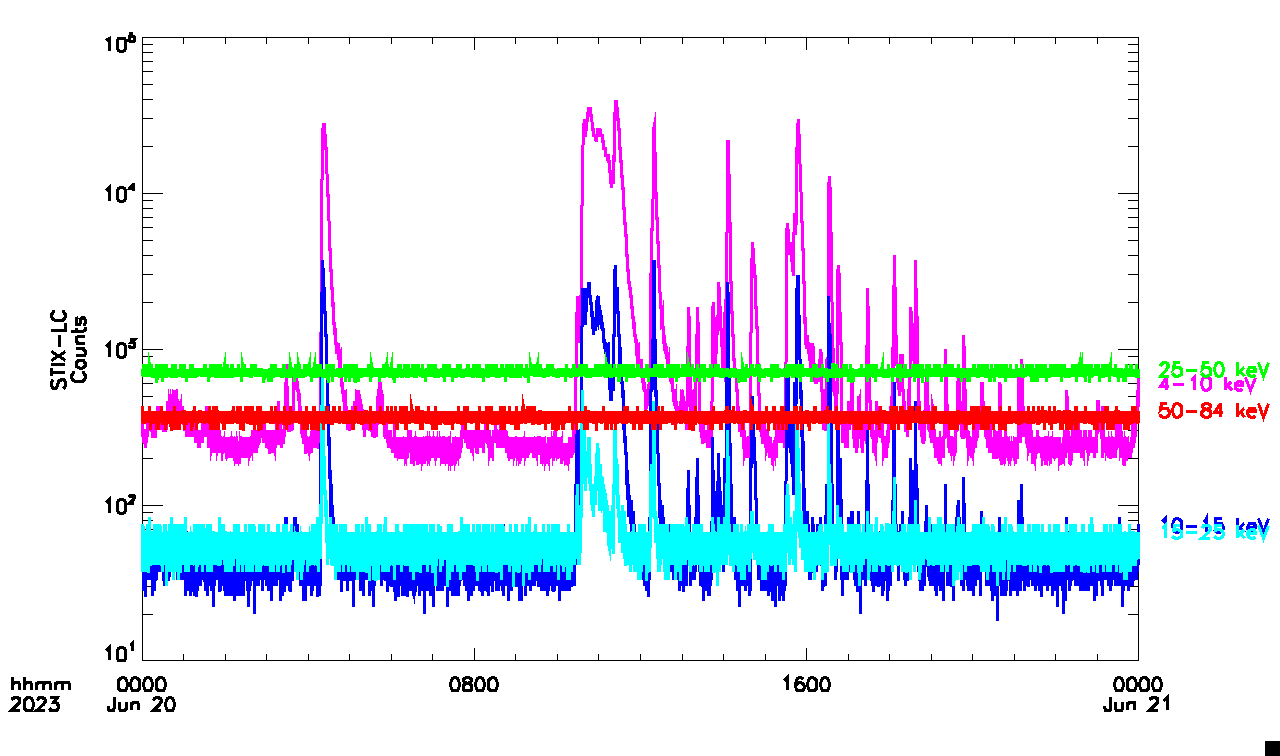 10⁵
10⁴
10³
10²
10¹
STIX-LC
Counts
25-50 keV
4-10 keV
50-84 keV
10-15 keV
15-25 keV
hhmm
2023
0000
Jun 20
0800
1600
0000
Jun 21